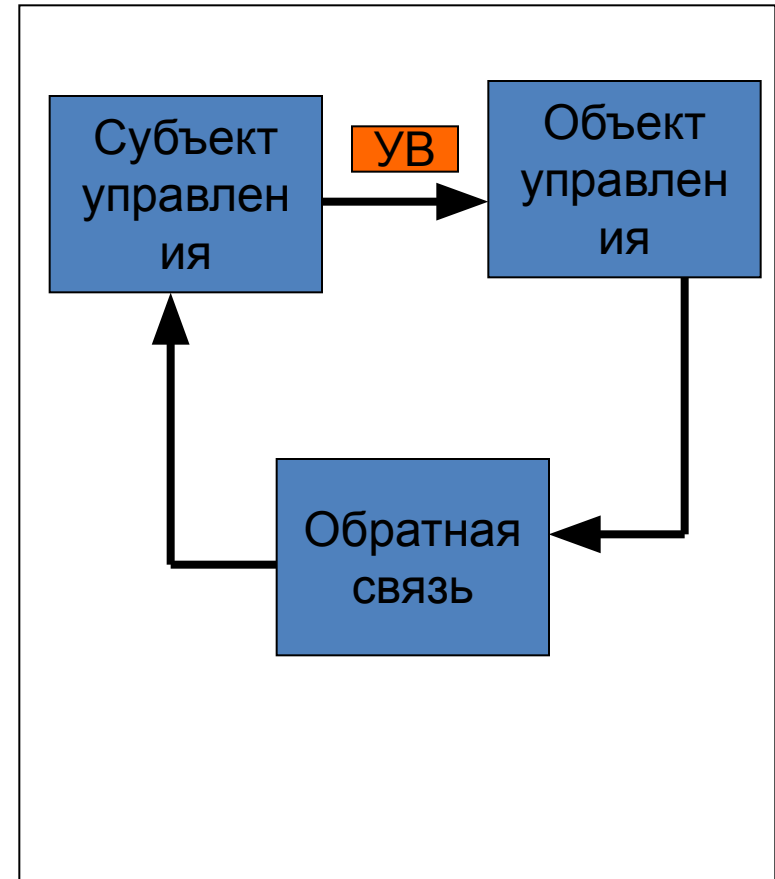 Субъект
управлен
ия
УВ
Объект
управлен
ия
Обратная
связь